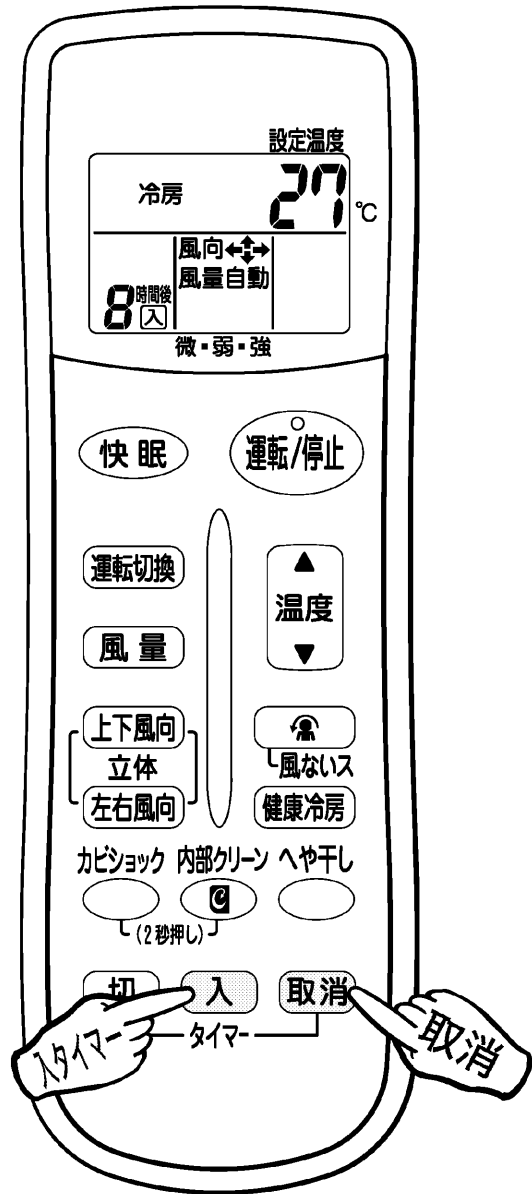 設定温度
冷房 27 ℃
風向
風量自動
8 時間後 入
微・弱・強
快眠 運転/停止
運転切換
▲ 温度 ▼
風量
上下風向
立体
左右風向
風ないス
健康冷房
カビショック 内部クリーン へや干し
C
(2秒押し)
切 入 取消
タイマー
入タイマー
取消